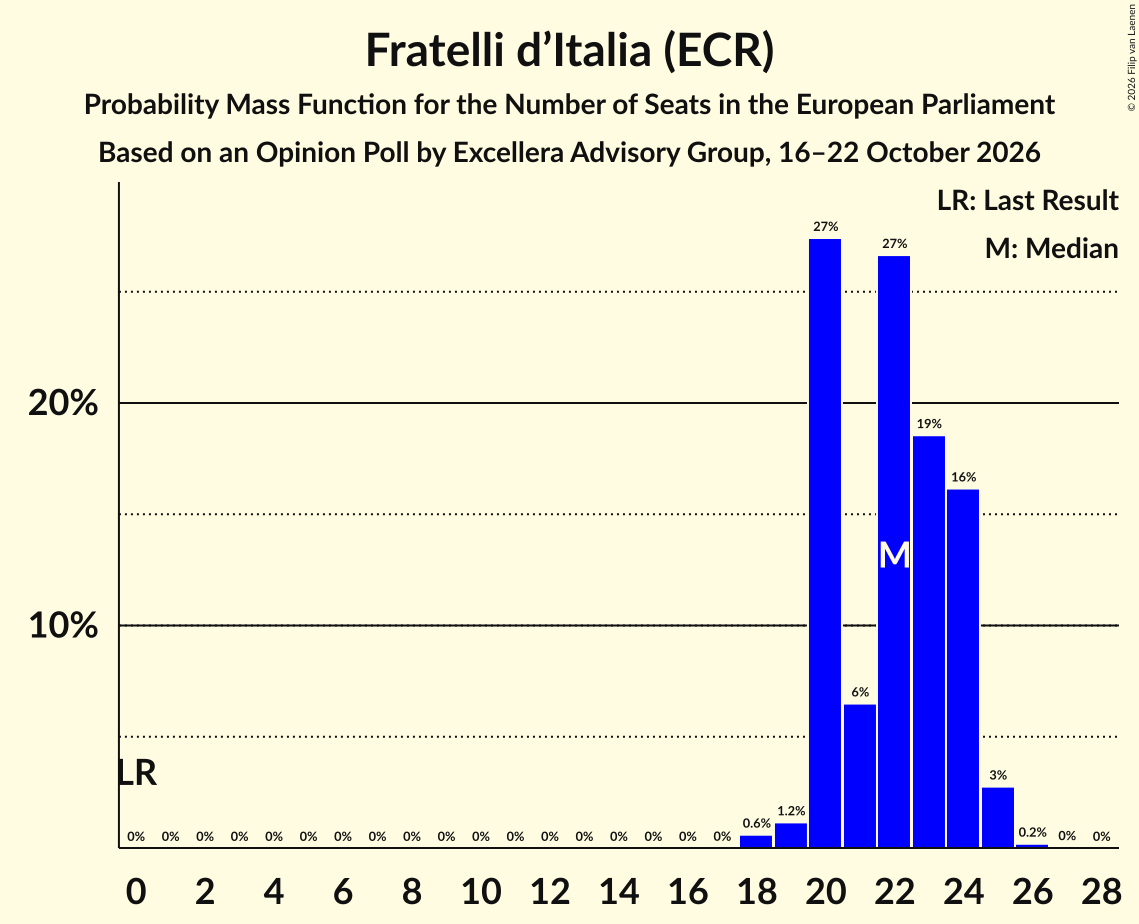 Fratelli d’Italia (ECR)
Probability Mass Function for the Number of Seats in the European Parliament
Based on an Opinion Poll by Excellera Advisory Group, 16–22 October 2026
© 2026 Filip van Laenen
LR: Last Result
M: Median
27%
27%
20%
19%
16%
M
10%
6%
LR
3%
0% 0% 0% 0% 0% 0% 0% 0% 0% 0% 0% 0% 0% 0% 0% 0% 0% 0% 0.6% 1.2% 0.2% 0% 0%
0 2 4 6 8 10 12 14 16 18 20 22 24 26 28